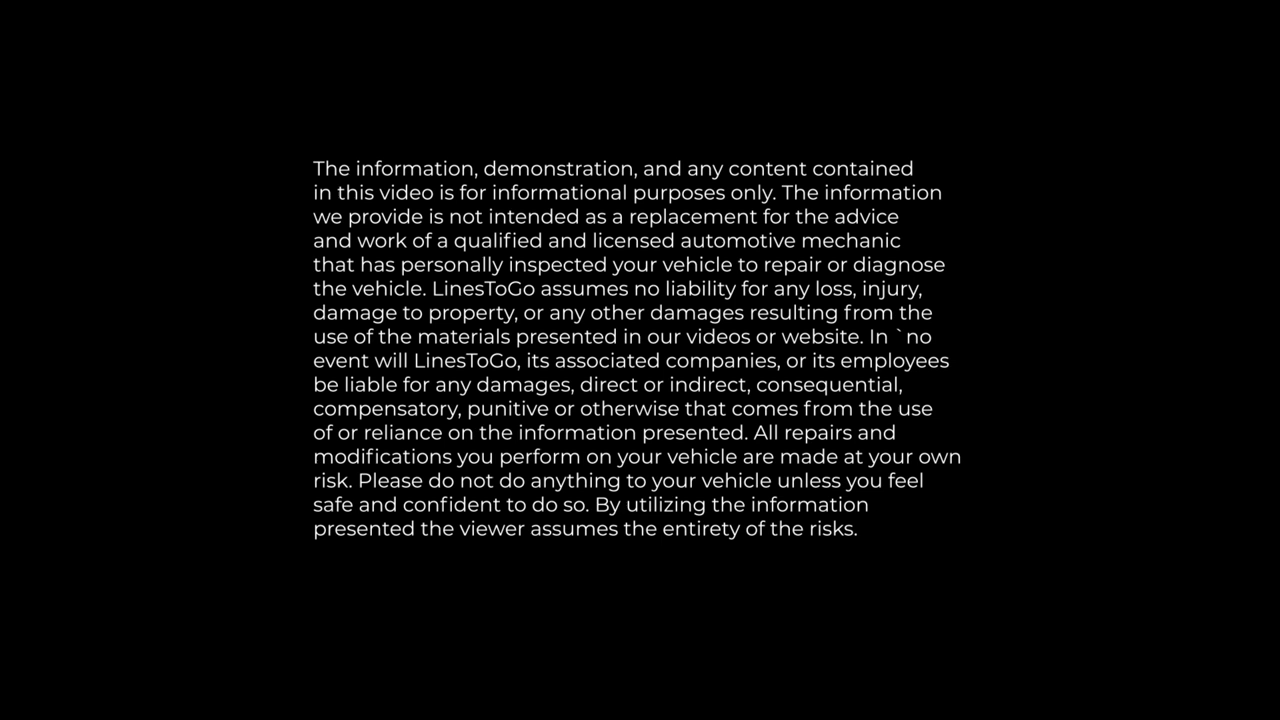 The information, demonstration, and any content contained
in this video is for informational purposes only. The information
we provide is not intended as a replacement for the advice
and work of a qualified and licensed automotive mechanic
that has personally inspected your vehicle to repair or diagnose
the vehicle. LinesToGo assumes no liability for any loss, injury,
damage to property, or any other damages resulting from the
use of the materials presented in our videos or website. In `no
event will LinesToGo, its associated companies, or its employees
be liable for any damages, direct or indirect, consequential,
compensatory, punitive or otherwise that comes from the use
of or reliance on the information presented. All repairs and
modifications you perform on your vehicle are made at your own
risk. Please do not do anything to your vehicle unless you feel
safe and confident to do so. By utilizing the information
presented the viewer assumes the entirety of the risks.